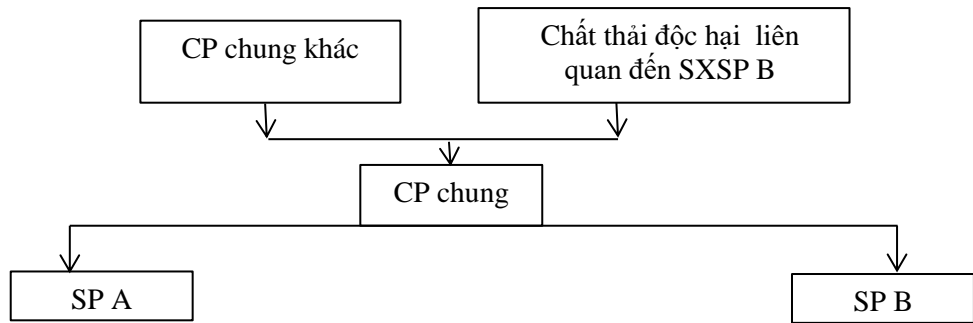 CP chung khác
Chất thải độc hại liên
quan đến SXSP B
CP chung
SP A
SP B